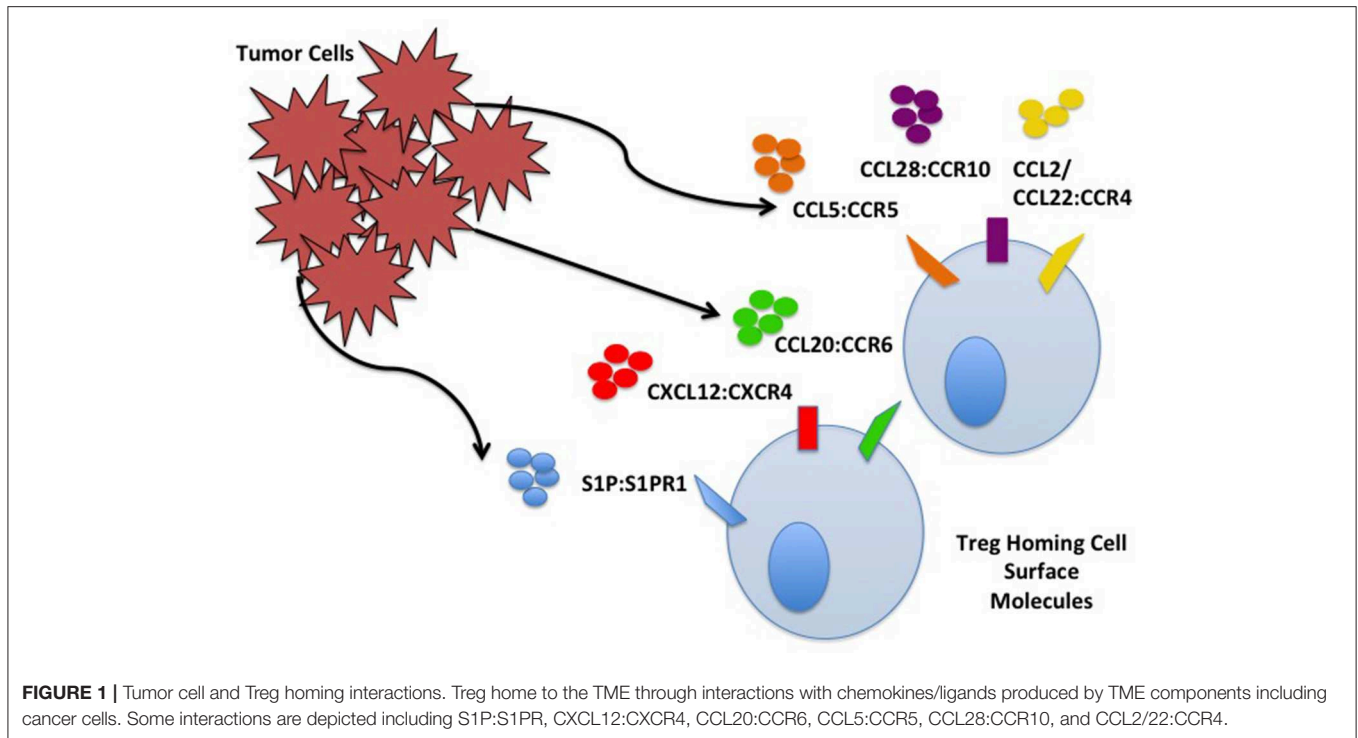 Tumor Cells
CCL28:CCR10
CCL2/
CCL22:CCR4
CCL5:CCR5
CCL20:CCR6
CXCL12:CXCR4
S1P:S1PR1
Treg Homing Cell
Surface
Molecules
FIGURE 1 | Tumor cell and Treg homing interactions. Treg home to the TME through interactions with chemokines/ligands produced by TME components including
cancer cells. Some interactions are depicted including S1P:S1PR, CXCL12:CXCR4, CCL20:CCR6, CCL5:CCR5, CCL28:CCR10, and CCL2/22:CCR4.